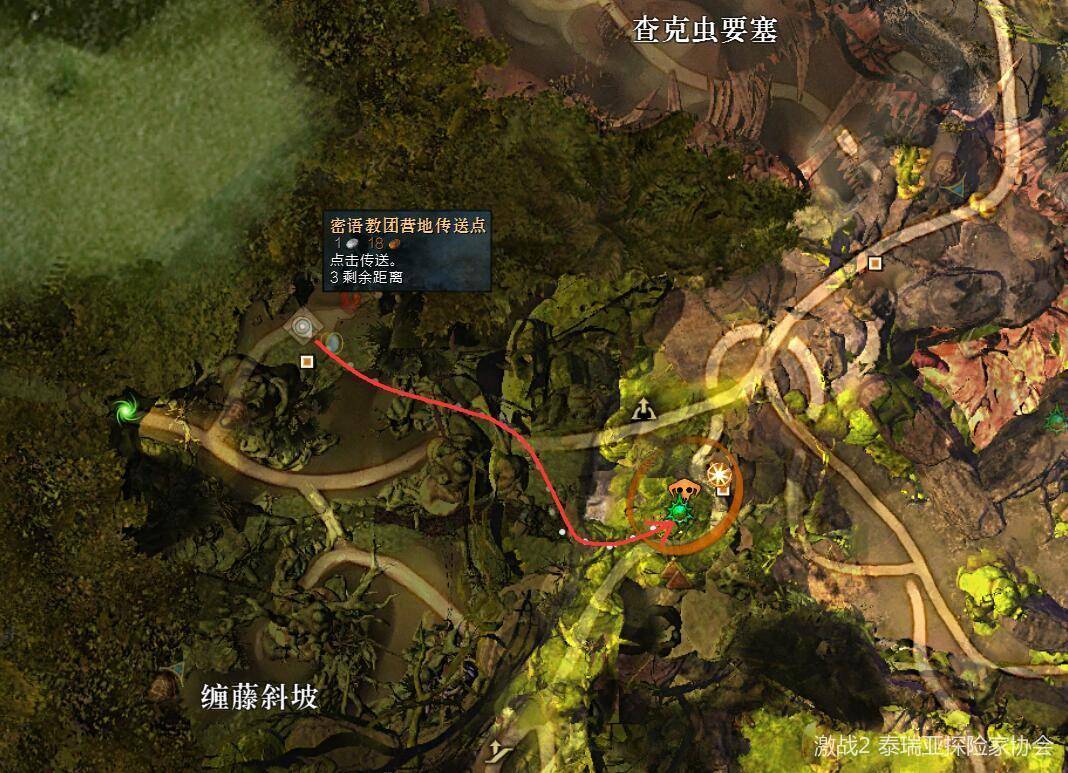 查克虫要塞
密语教团营地传送点
1 18
点击传送。
3 剩余距离
缠藤斜坡
激战2 泰瑞亚探险家协会